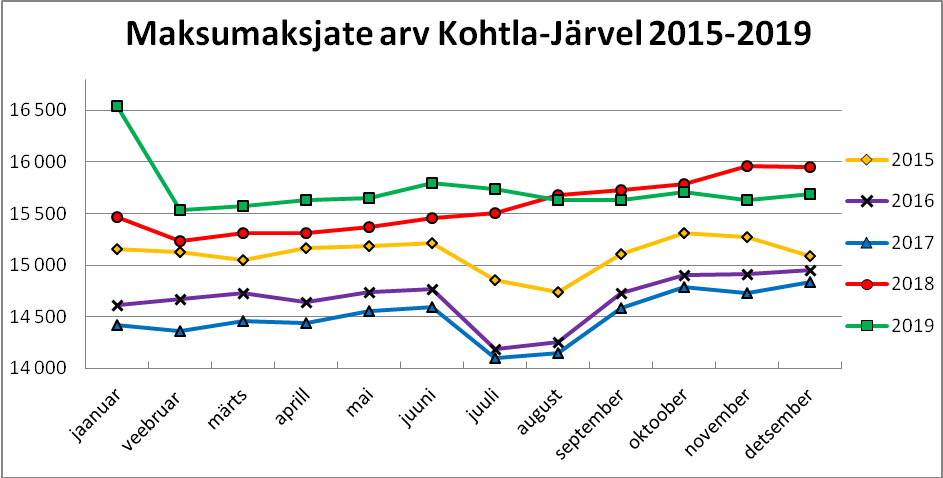 Maksumaksjate arv Kohtla-Järvel 2015-2019
16 500
16 000
15 500
15 000
14 500
14 000
jaanuar
veebruar
märts
aprill
mai
juuni
juuli
august
september
oktoober
november
detsember
2015
2016
2017
2018
2019